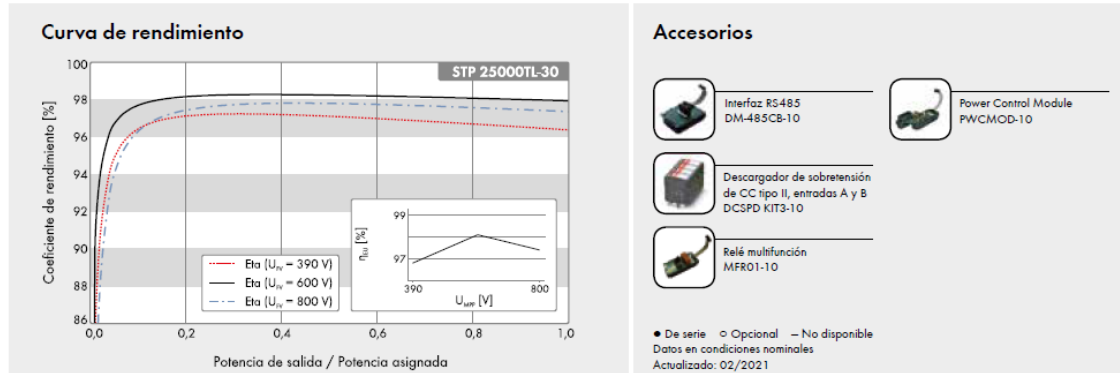 Curva de rendimiento
STP 25000TL-30
Coeficiente de rendimiento [%]
100
98
96
94
92
90
88
86
0,0
0,2
0,4
0,6
0,8
1,0
Potencia de salida / Potencia asignada
Eta (UPV = 390 V)
Eta (UPV = 600 V)
Eta (UPV = 800 V)
ηEU [%]
99
97
390
800
UMPP [V]
Accesorios
Interfaz RS485
DM-485CB-10
Power Control Module
PWCMOD-10
Descargador de sobretensión
de CC tipo II, entradas A y B
DCSPD KIT3-10
Relé multifunción
MFR01-10
● De serie ○ Opcional – No disponible
Datos en condiciones nominales
Actualizado: 02/2021